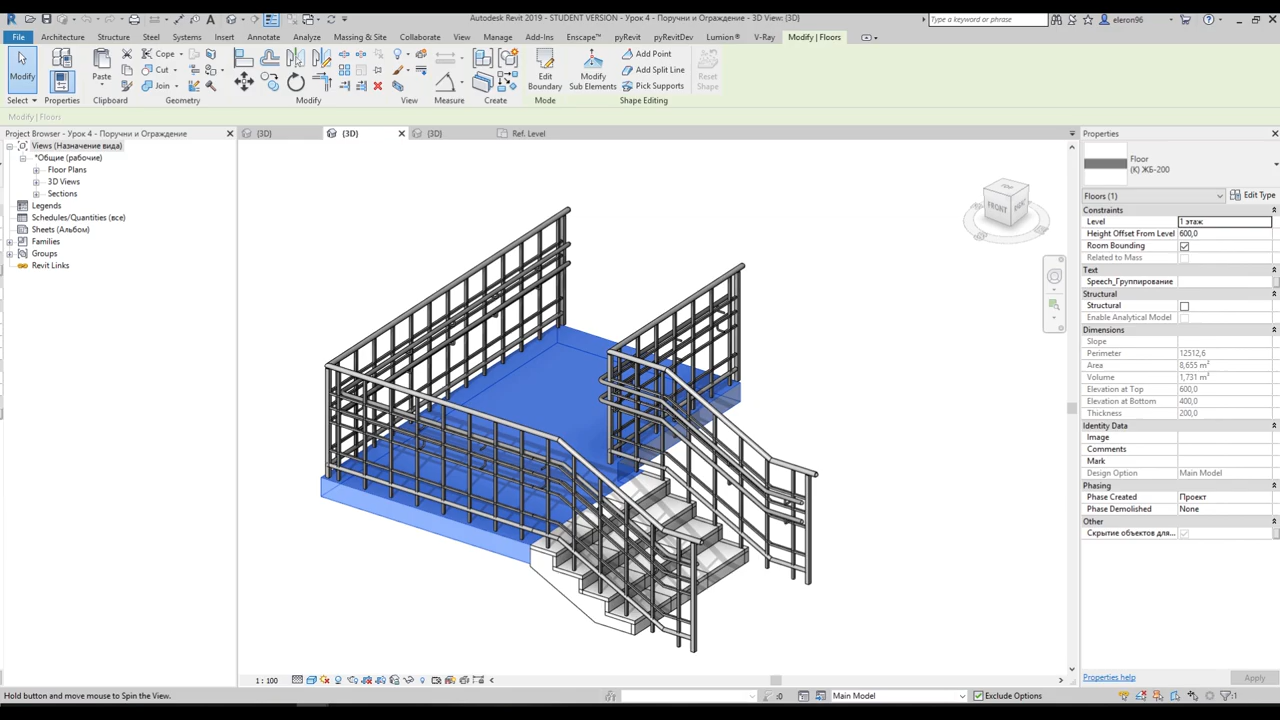 Autodesk Revit 2019 - STUDENT VERSION - Урок 4 - Поручни и Ограждение - 3D View: {3D}
Type a keyword or phrase
eleron96
File
Architecture
Structure
Steel
Systems
Insert
Annotate
Analyze
Massing & Site
Collaborate
View
Manage
Add-Ins
Enscape™
pyRevit
pyRevitDev
Lumion®
V-Ray
Modify | Floors
Modify
Select
Properties
Paste
Clipboard
Cope
Cut
Join
Geometry
Modify
View
Measure
Create
Edit Boundary
Mode
Modify Sub Elements
Add Point
Add Split Line
Pick Supports
Shape Editing
Reset Shape
Modify | Floors
Project Browser - Урок 4 - Поручни и Ограждение
Views (Назначение вида)
*Общие (рабочие)
Floor Plans
3D Views
Sections
Legends
Schedules/Quantities (все)
Sheets (Альбом)
Families
Groups
Revit Links
{3D}
{3D}
{3D}
Ref. Level
TOP
FRONT
Properties
Floor
(К) ЖБ-200
Floors (1)
Edit Type
Constraints
Level 1 этаж
Height Offset From Level 600,0
Room Bounding
Related to Mass
Text
Speech_Группирование
Structural
Structural
Enable Analytical Model
Dimensions
Slope
Perimeter 12512,6
Area 8,655 m²
Volume 1,731 m³
Elevation at Top 600,0
Elevation at Bottom 400,0
Thickness 200,0
Identity Data
Image
Comments
Mark
Design Option Main Model
Phasing
Phase Created Проект
Phase Demolished None
Other
Скрытие объектов для...
Properties help
Apply
1 : 100
Hold button and move mouse to Spin the View.
:0
Main Model
Exclude Options
:1